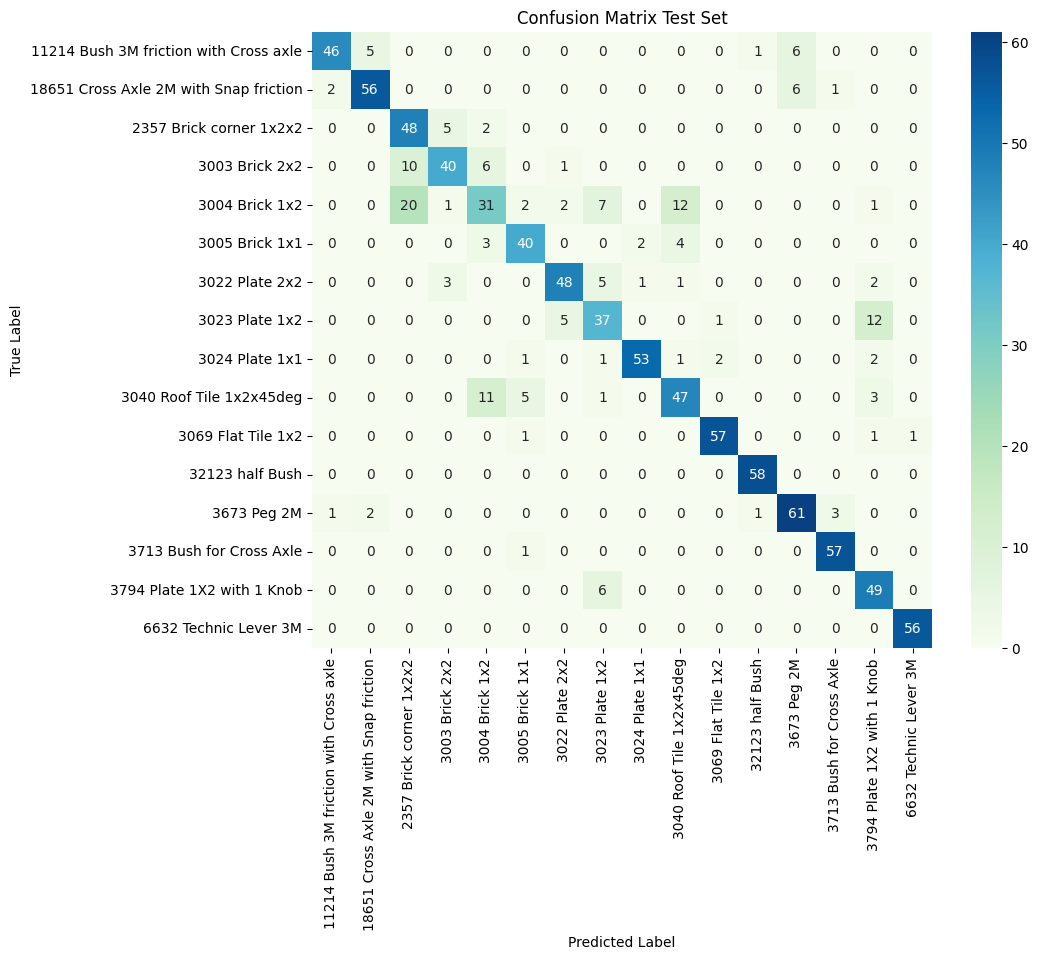 Confusion Matrix Test Set
True Label
11214 Bush 3M friction with Cross axle 46 5 0 0 0 0 0 0 0 0 0 1 6 0 0 0
18651 Cross Axle 2M with Snap friction 2 56 0 0 0 0 0 0 0 0 0 0 6 1 0 0
2357 Brick corner 1x2x2 0 0 48 5 2 0 0 0 0 0 0 0 0 0 0 0
3003 Brick 2x2 0 0 10 40 6 0 1 0 0 0 0 0 0 0 0 0
3004 Brick 1x2 0 0 20 1 31 2 2 7 0 12 0 0 0 0 1 0
3005 Brick 1x1 0 0 0 0 3 40 0 0 2 4 0 0 0 0 0 0
3022 Plate 2x2 0 0 0 3 0 0 48 5 1 1 0 0 0 0 2 0
3023 Plate 1x2 0 0 0 0 0 0 5 37 0 0 1 0 0 0 12 0
3024 Plate 1x1 0 0 0 0 0 1 0 1 53 1 2 0 0 0 2 0
3040 Roof Tile 1x2x45deg 0 0 0 0 11 5 0 1 0 47 0 0 0 0 3 0
3069 Flat Tile 1x2 0 0 0 0 0 1 0 0 0 0 57 0 0 0 1 1
32123 half Bush 0 0 0 0 0 0 0 0 0 0 0 58 0 0 0 0
3673 Peg 2M 1 2 0 0 0 0 0 0 0 0 0 1 61 3 0 0
3713 Bush for Cross Axle 0 0 0 0 0 1 0 0 0 0 0 0 0 57 0 0
3794 Plate 1X2 with 1 Knob 0 0 0 0 0 0 0 6 0 0 0 0 0 0 49 0
6632 Technic Lever 3M 0 0 0 0 0 0 0 0 0 0 0 0 0 0 0 56
11214 Bush 3M friction with Cross axle
18651 Cross Axle 2M with Snap friction
2357 Brick corner 1x2x2
3003 Brick 2x2
3004 Brick 1x2
3005 Brick 1x1
3022 Plate 2x2
3023 Plate 1x2
3024 Plate 1x1
3040 Roof Tile 1x2x45deg
3069 Flat Tile 1x2
32123 half Bush
3673 Peg 2M
3713 Bush for Cross Axle
3794 Plate 1X2 with 1 Knob
6632 Technic Lever 3M
Predicted Label
60
50
40
30
20
10
0